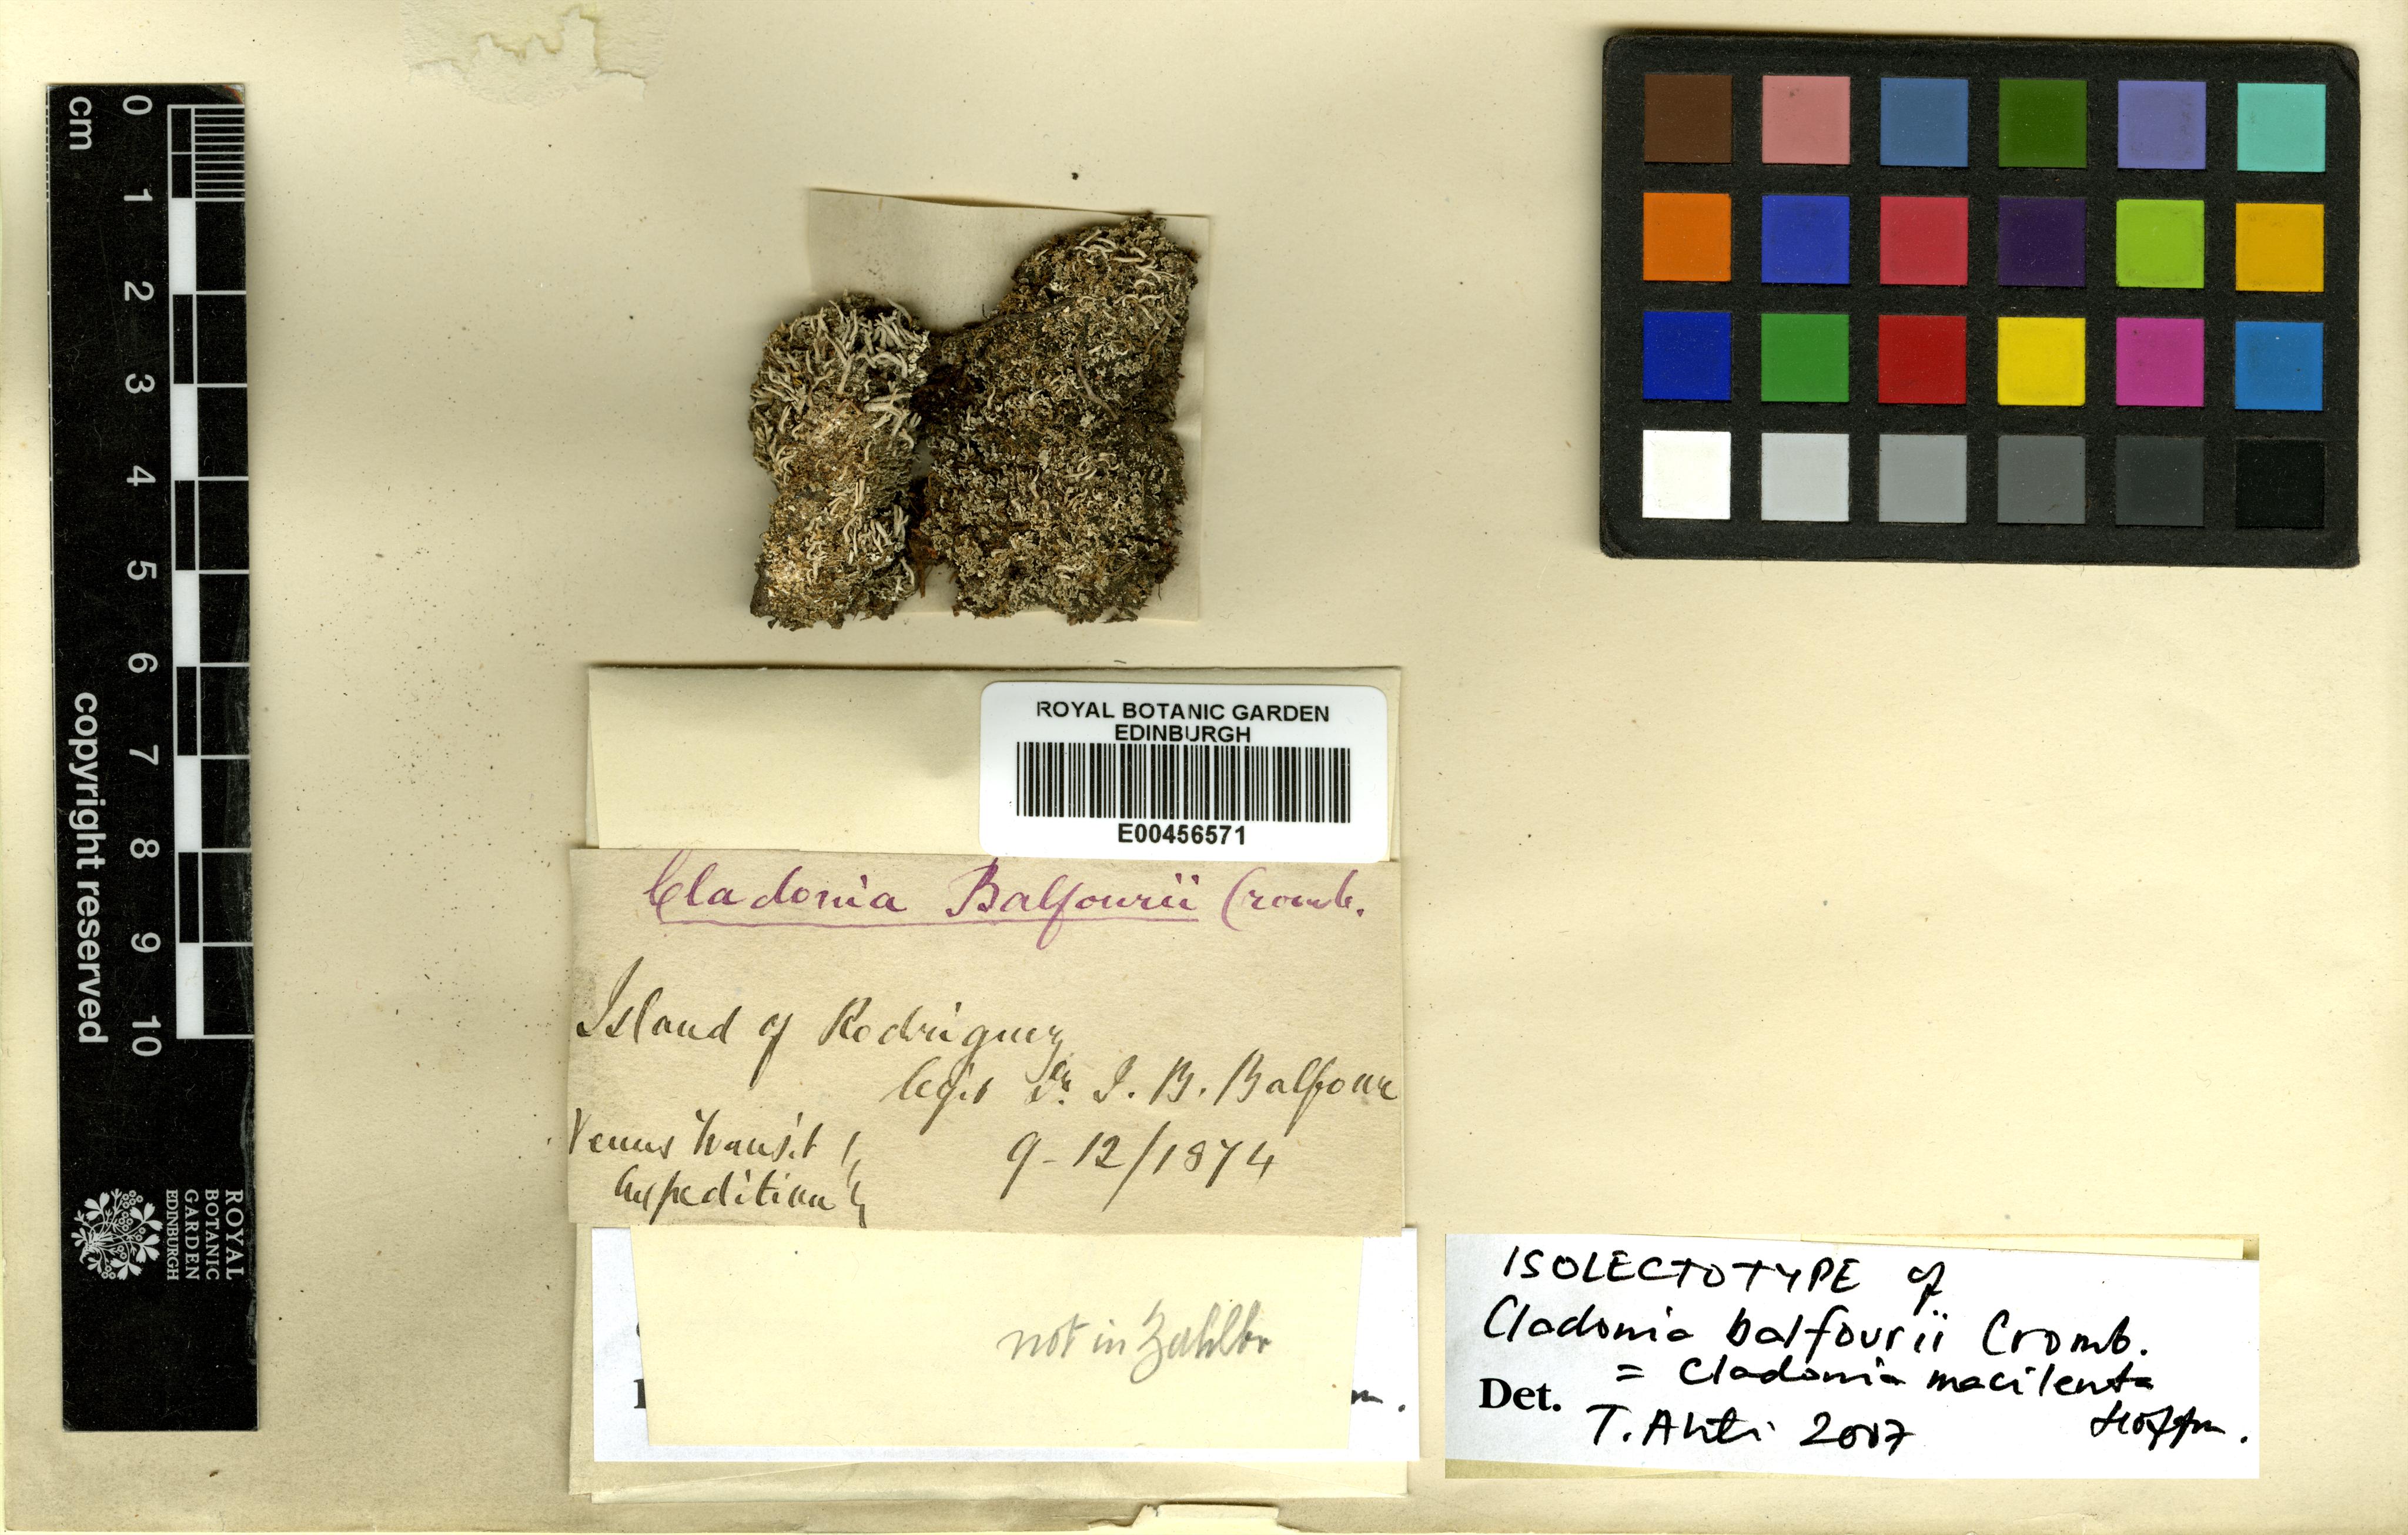 cm 0 1 2 3 4 5 6 7 8 9 10
copyright reserved
ROYAL
BOTANIC
GARDEN
EDINBURGH
ROYAL BOTANIC GARDEN
EDINBURGH
E00456571
Cladonia Balfourii Cromb.
Island of Rodriguez
legit Dr. I. B. Balfour
Venus Transit
Expedition
9-12/1874
not in Zahlbr
m.
ISOLECTOTYPE of
Cladonia balfourii Cromb.
= Cladonia macilenta
Hoffm.
Det. T. Ahti 2007